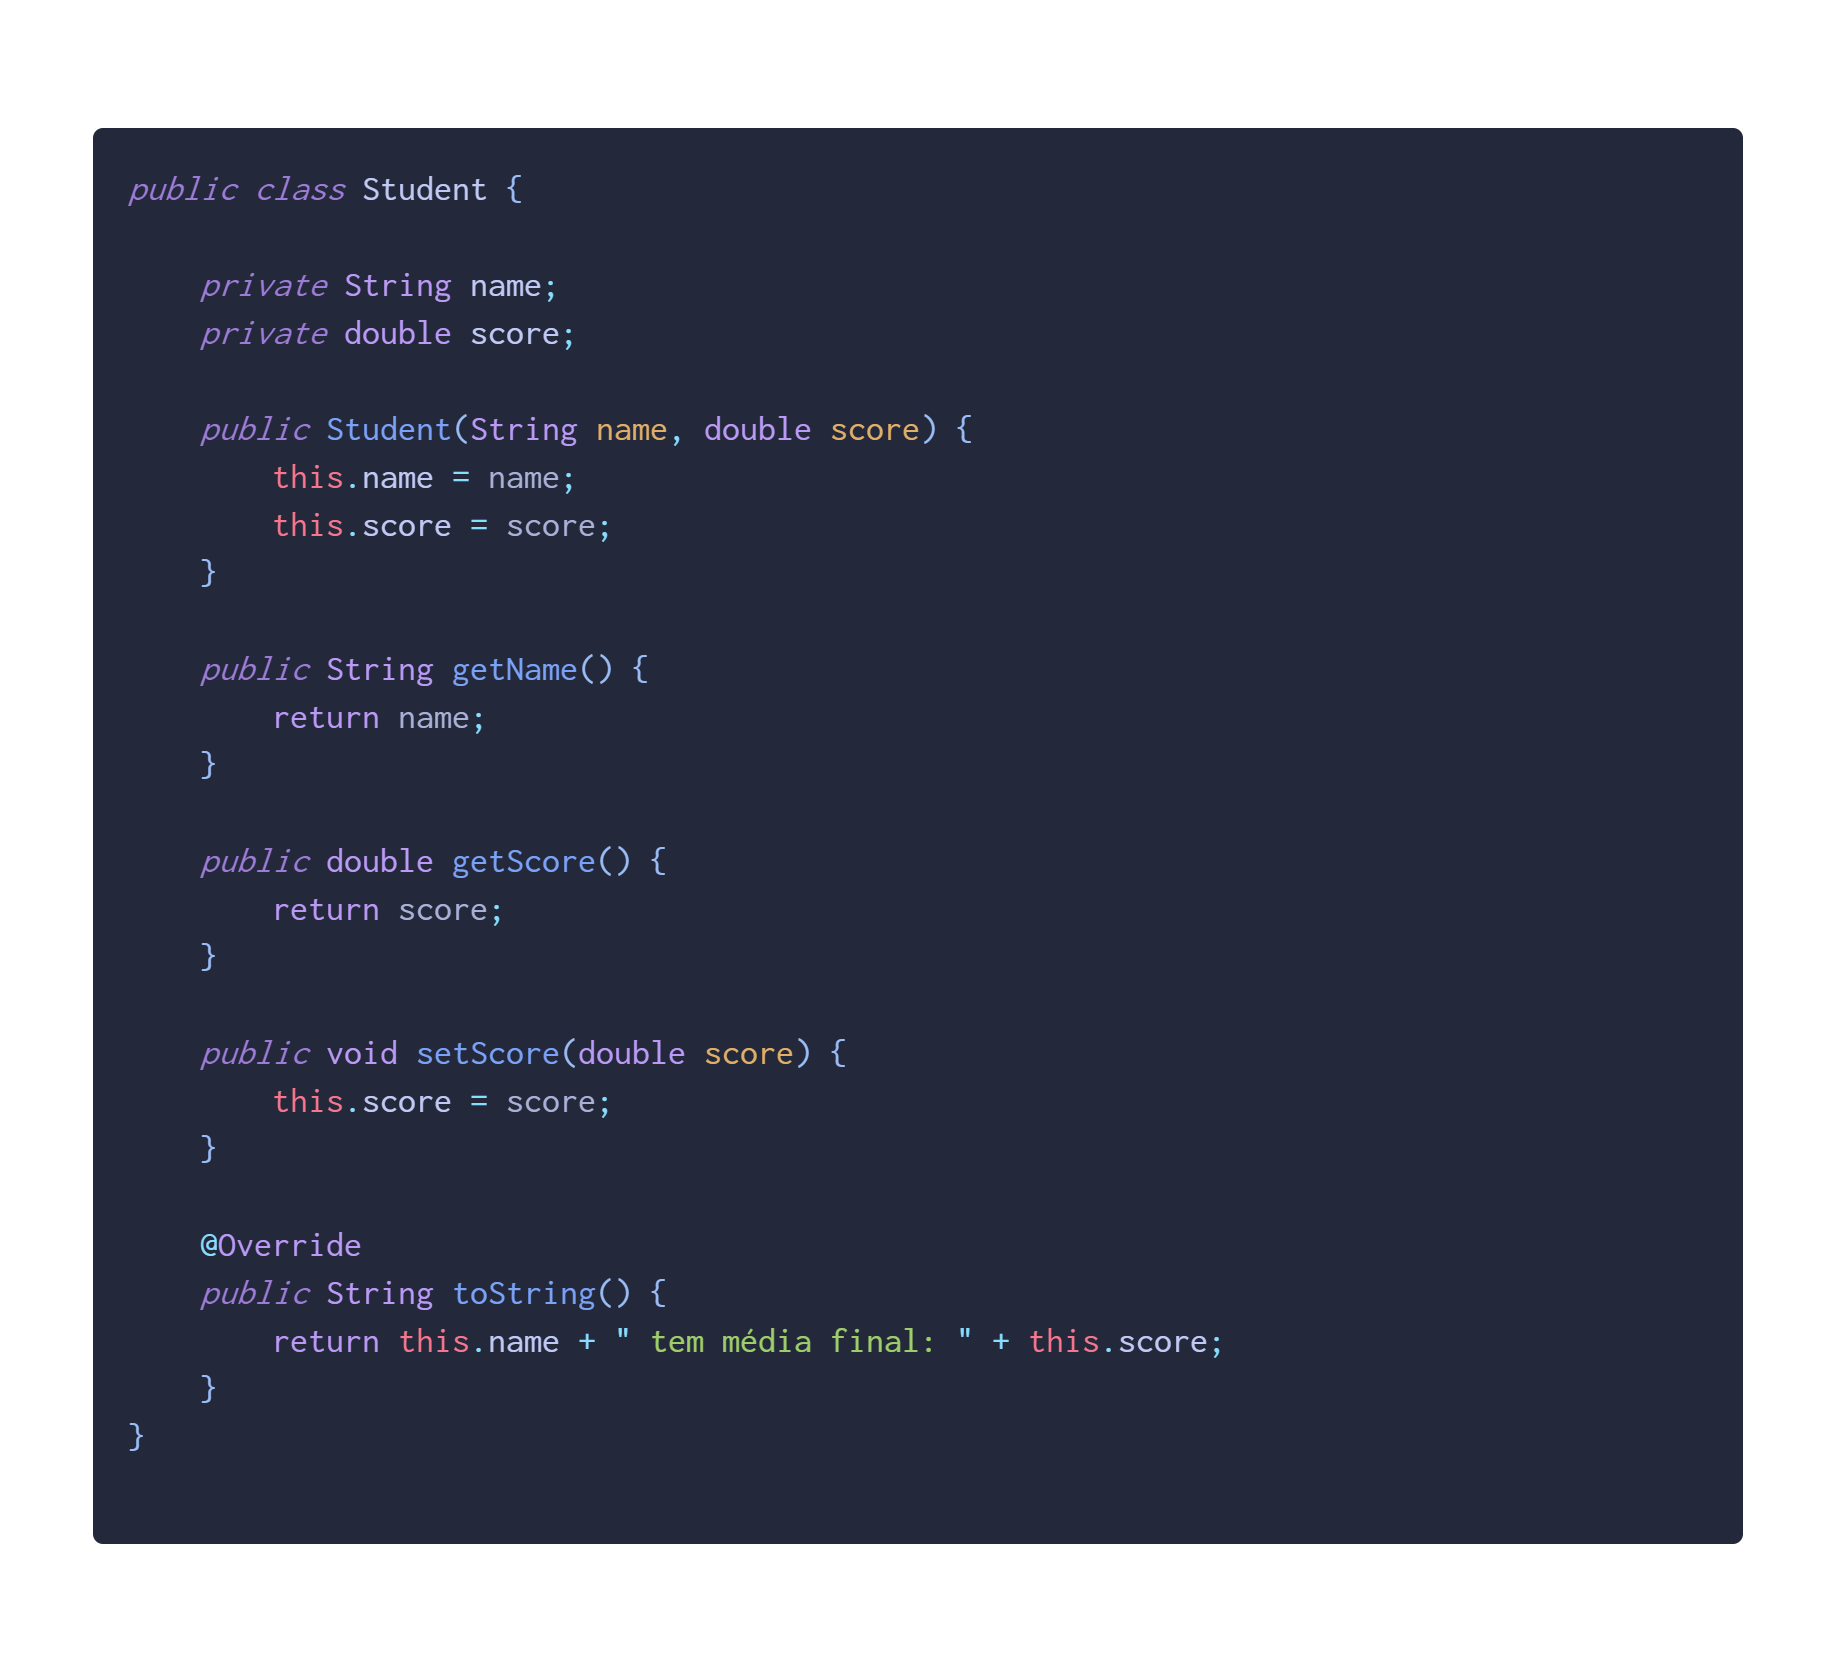 public class Student {
    private String name;
    private double score;
    public Student(String name, double score) {
        this.name = name;
        this.score = score;
    }
    public String getName() {
        return name;
    }
    public double getScore() {
        return score;
    }
    public void setScore(double score) {
        this.score = score;
    }
    @Override
    public String toString() {
        return this.name + " tem média final: " + this.score;
    }
}